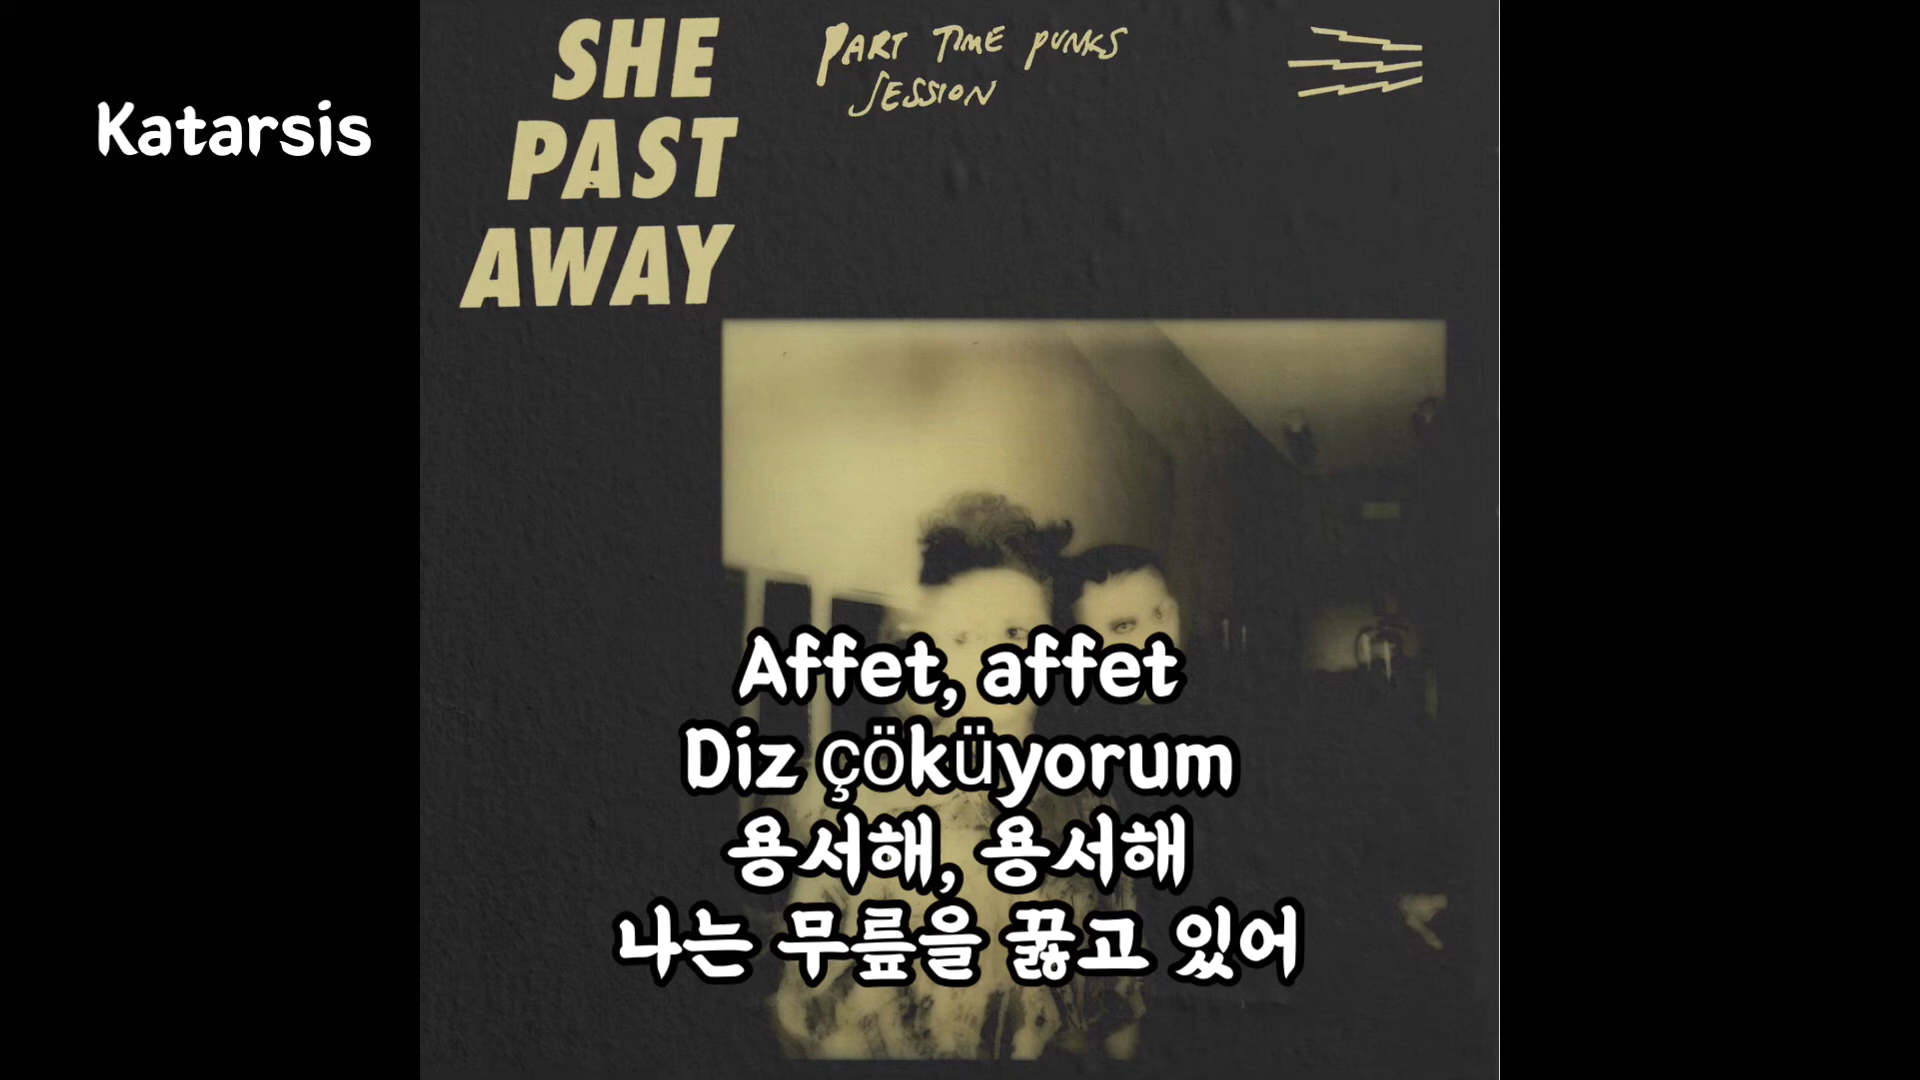 Katarsis
SHE
PAST
AWAY
PART TIME PUNKS
SESSION
Affet, affet
Diz çöküyorum
용서해, 용서해
나는 무릎을 꿇고 있어